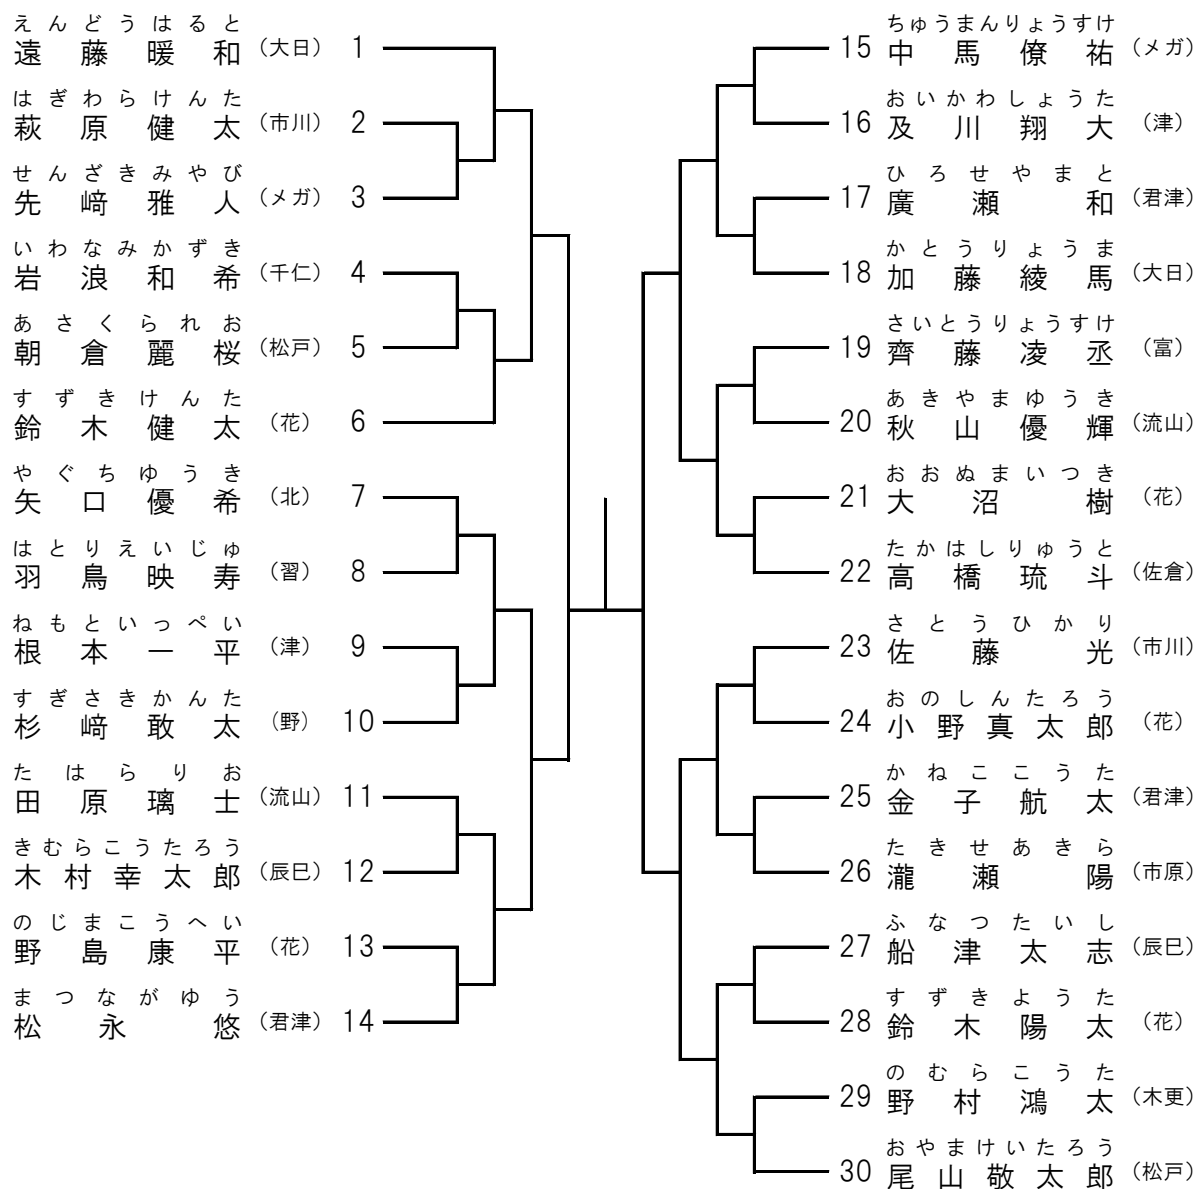 えんどうはると
遠藤暖和 (大日) 1
はぎわらけんた
萩原健太 (市川) 2
せんざきみやび
先﨑雅人 (メガ) 3
いわなみかずき
岩浪和希 (千仁) 4
あさくられお
朝倉麗桜 (松戸) 5
すずきけんた
鈴木健太 (花) 6
やぐちゆうき
矢口優希 (北) 7
はとりえいじゅ
羽鳥映寿 (習) 8
ねもといっぺい
根本一平 (津) 9
すぎさきかんた
杉﨑敢太 (野) 10
たはらりお
田原璃士 (流山) 11
きむらこうたろう
木村幸太郎 (辰巳) 12
のじまこうへい
野島康平 (花) 13
まつながゆう
松永悠 (君津) 14
ちゅうまんりょうすけ
15 中馬僚祐 (メガ)
おいかわしょうた
16 及川翔大 (津)
ひろせやまと
17 廣瀬和 (君津)
かとうりょうま
18 加藤綾馬 (大日)
さいとうりょうすけ
19 齊藤凌丞 (富)
あきやまゆうき
20 秋山優輝 (流山)
おおぬまいつき
21 大沼樹 (花)
たかはしりゅうと
22 高橋琉斗 (佐倉)
さとうひかり
23 佐藤光 (市川)
おのしんたろう
24 小野真太郎 (花)
かねここうた
25 金子航太 (君津)
たきせあきら
26 瀧瀬陽 (市原)
ふなつたいし
27 船津太志 (辰巳)
すずきようた
28 鈴木陽太 (花)
のむらこうた
29 野村鴻太 (木更)
おやまけいたろう
30 尾山敬太郎 (松戸)